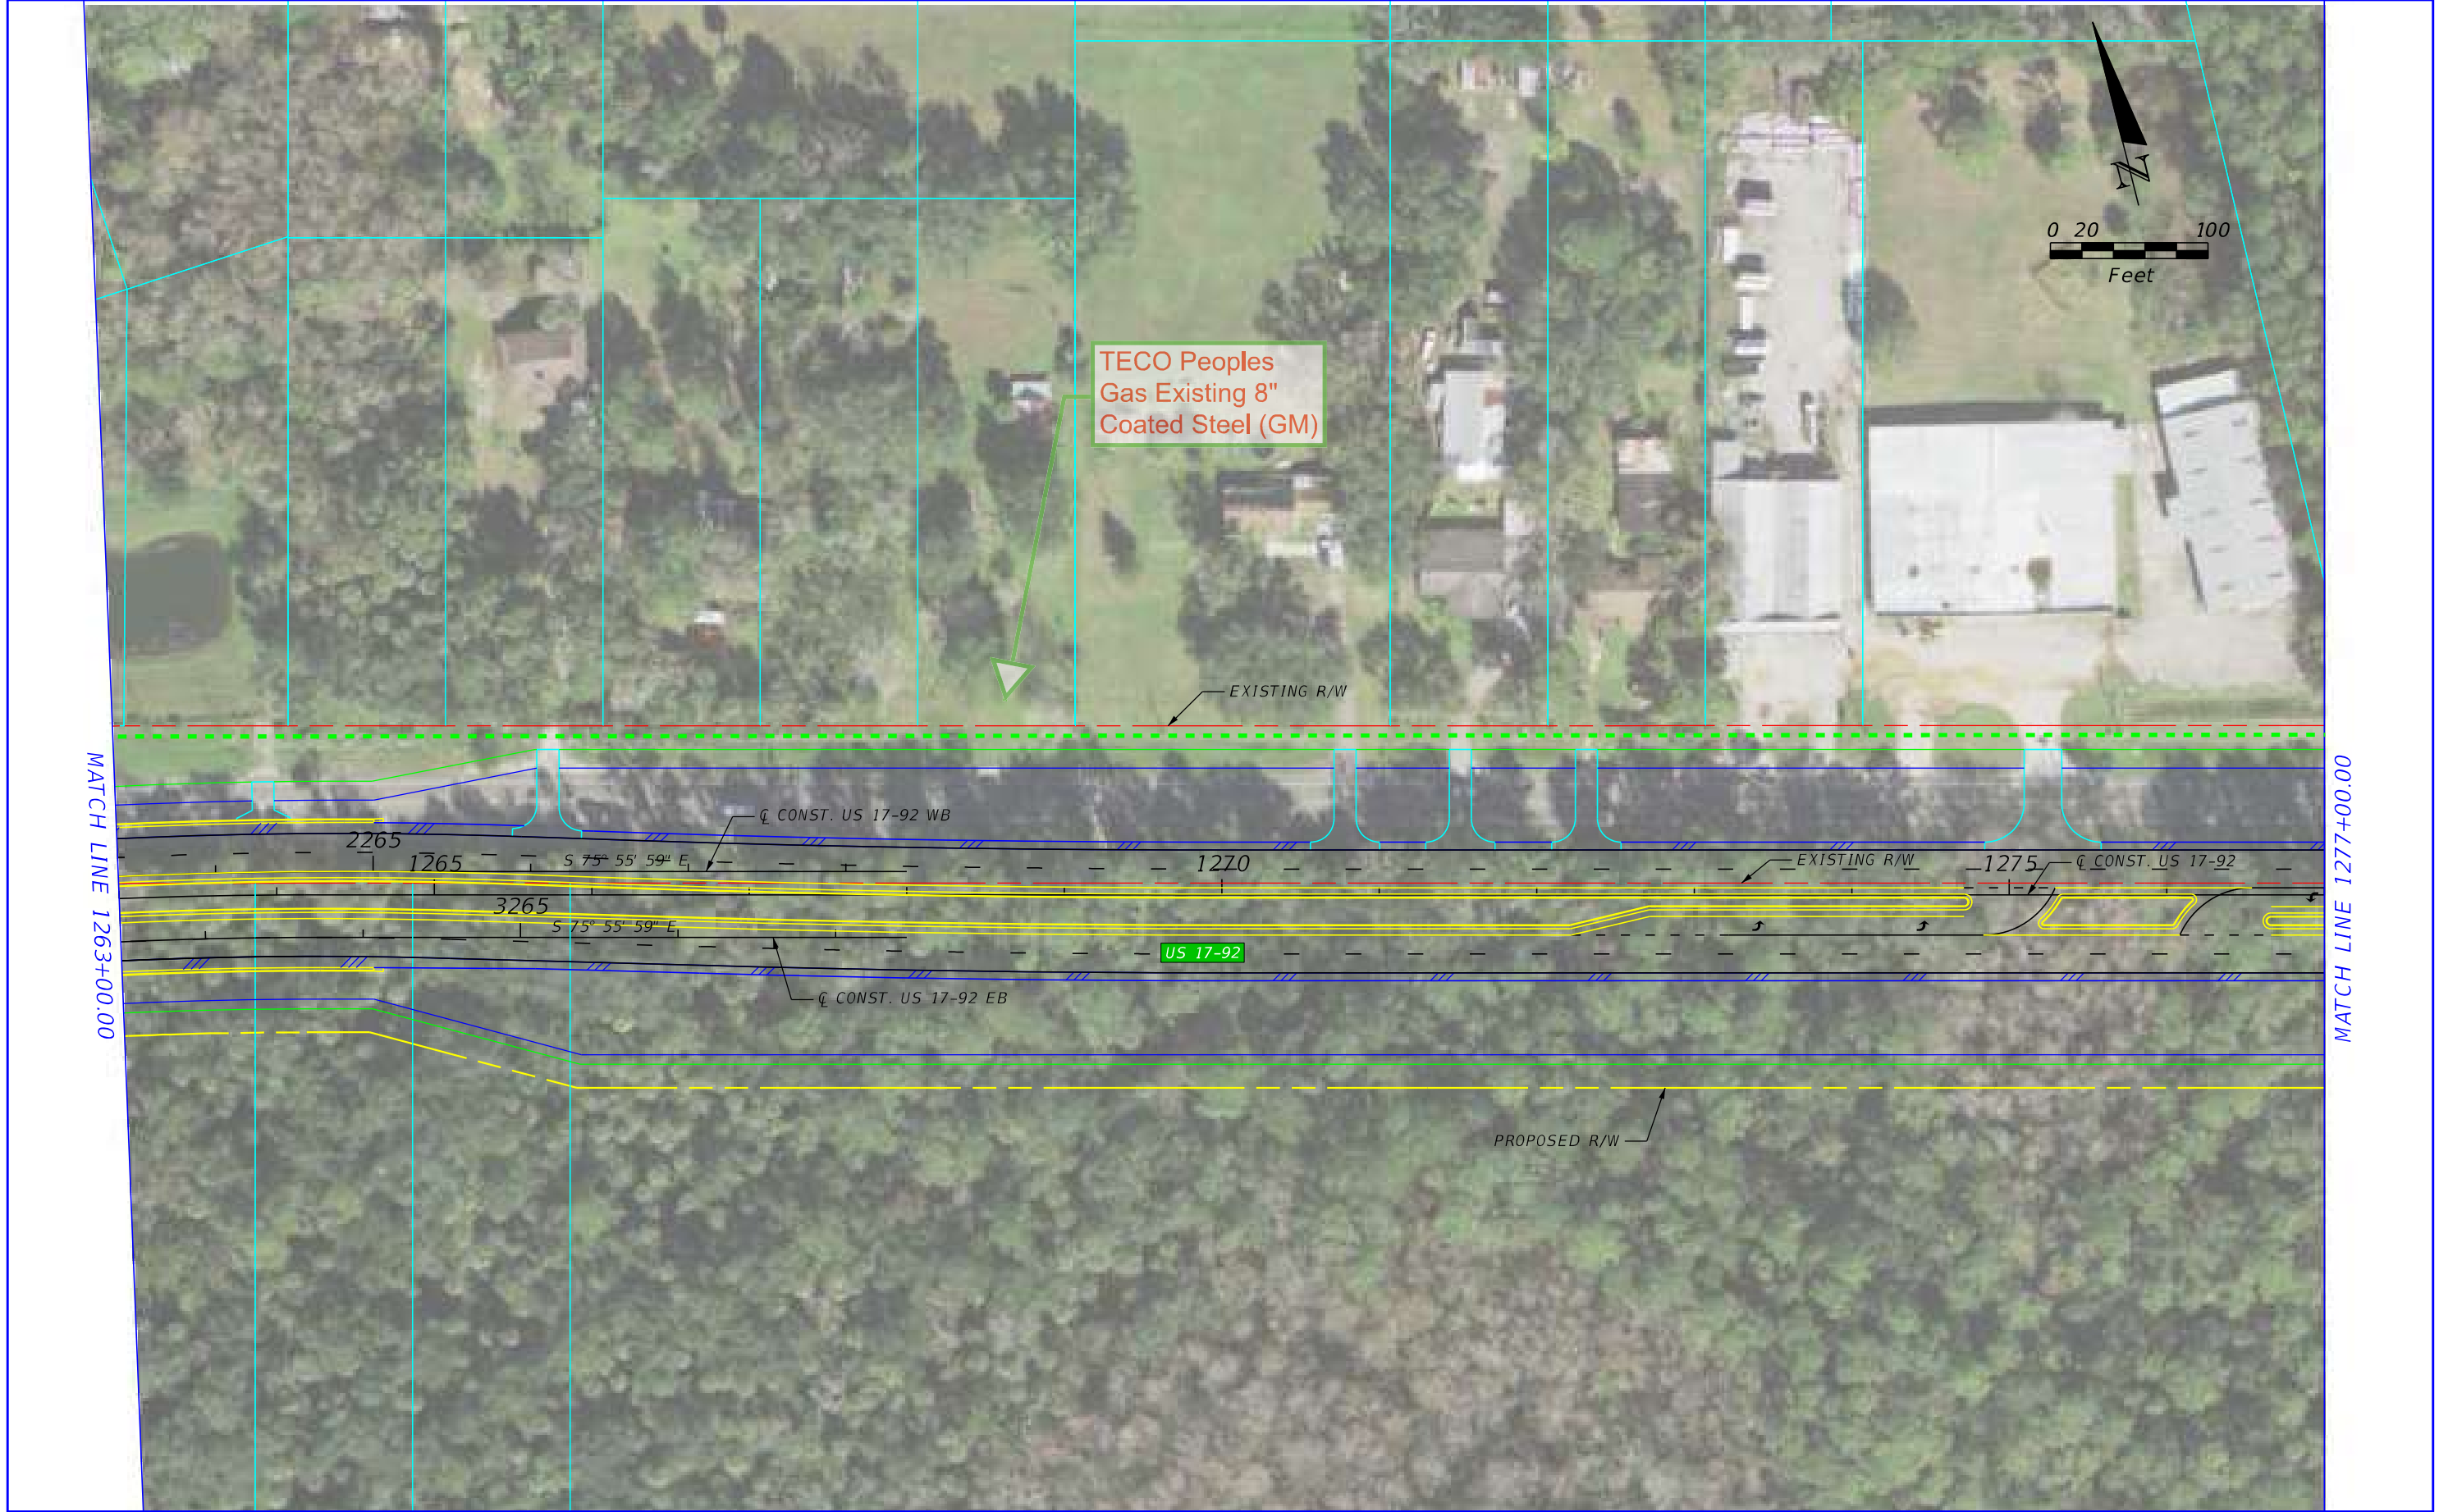 N
0 20 100
Feet
TECO Peoples
Gas Existing 8"
Coated Steel (GM)
EXISTING R/W
MATCH LINE 1263+00.00
MATCH LINE 1277+00.00
℄ CONST. US 17-92 WB
2265
1265
S 75° 55' 59" E
1270
EXISTING R/W
1275
℄ CONST. US 17-92
3265
S 75° 55' 59" E
US 17-92
℄ CONST. US 17-92 EB
PROPOSED R/W